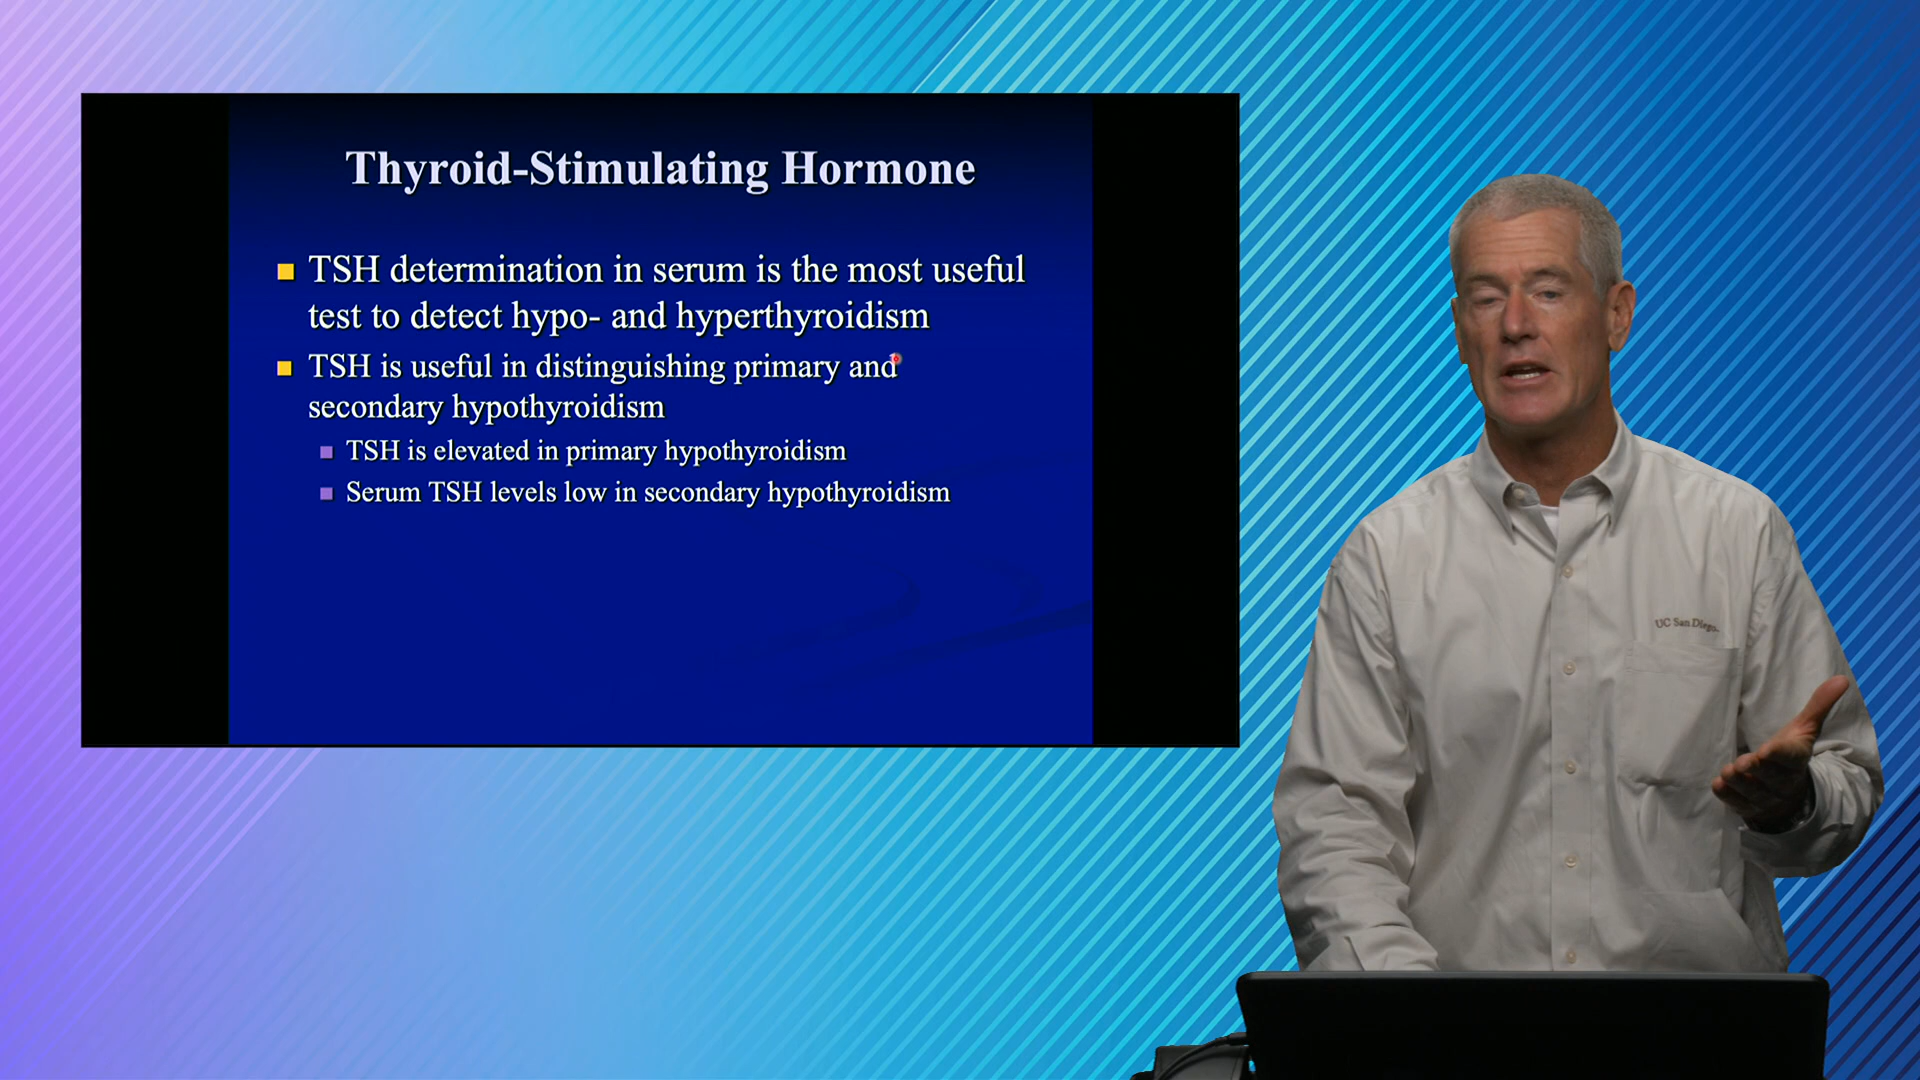 Thyroid-Stimulating Hormone
TSH determination in serum is the most useful
test to detect hypo- and hyperthyroidism
TSH is useful in distinguishing primary and
secondary hypothyroidism
TSH is elevated in primary hypothyroidism
Serum TSH levels low in secondary hypothyroidism
UC San Diego